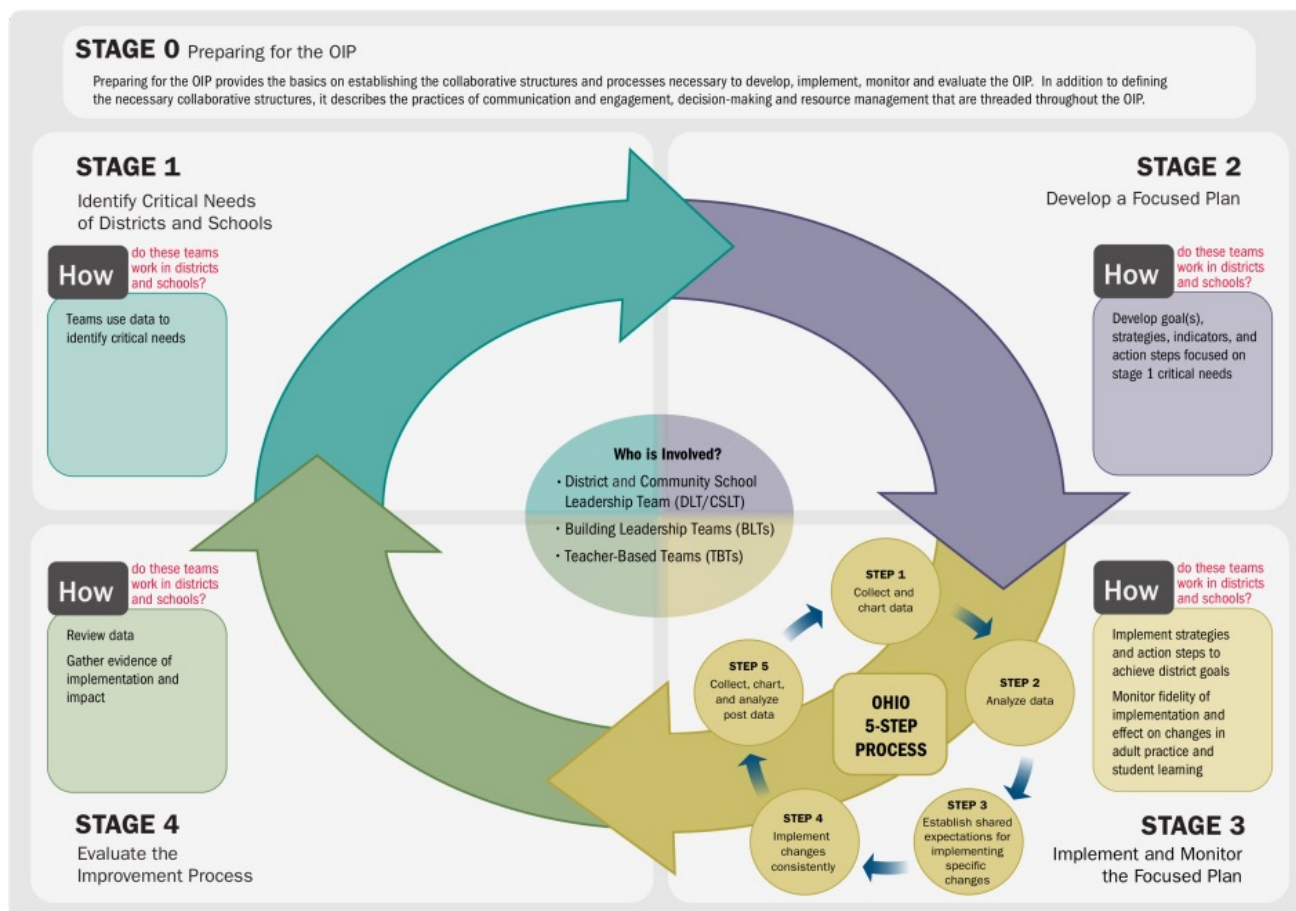 STAGE 0 Preparing for the OIP
Preparing for the OIP provides the basics on establishing the collaborative structures and processes necessary to develop, implement, monitor and evaluate the OIP. In addition to defining
the necessary collaborative structures, it describes the practices of communication and engagement, decision-making and resource management that are threaded throughout the OIP.
STAGE 1
Identify Critical Needs
of Districts and Schools
How
do these teams
work in districts
and schools?
Teams use data to
identify critical needs
STAGE 2
Develop a Focused Plan
How
do these teams
work in districts
and schools?
Develop goal(s),
strategies, indicators, and
action steps focused on
stage 1 critical needs
Who is Involved?
• District and Community School
Leadership Team (DLT/CSLT)
• Building Leadership Teams (BLTs)
• Teacher-Based Teams (TBTs)
How
do these teams
work in districts
and schools?
Implement strategies
and action steps to
achieve district goals
Monitor fidelity of
implementation and
effect on changes in
adult practice and
student learning
STAGE 3
Implement and Monitor
the Focused Plan
OHIO
5-STEP
PROCESS
STEP 1
Collect and
chart data
STEP 2
Analyze data
STEP 3
Establish shared
expectations for
implementing
specific
changes
STEP 4
Implement
changes
consistently
STEP 5
Collect, chart,
and analyze
post data
How
do these teams
work in districts
and schools?
Review data
Gather evidence of
implementation and
impact
STAGE 4
Evaluate the
Improvement Process